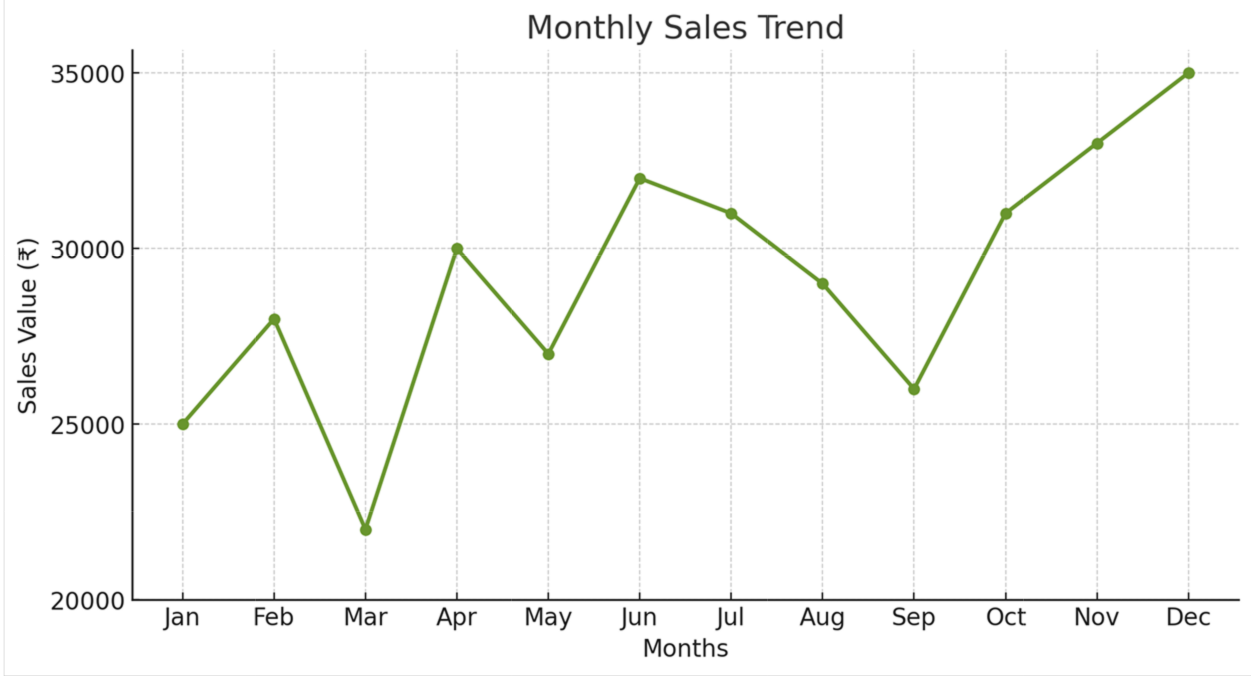 Monthly Sales Trend
35000
30000
25000
20000
Sales Value (₹)
Jan Feb Mar Apr May Jun Jul Aug Sep Oct Nov Dec
Months